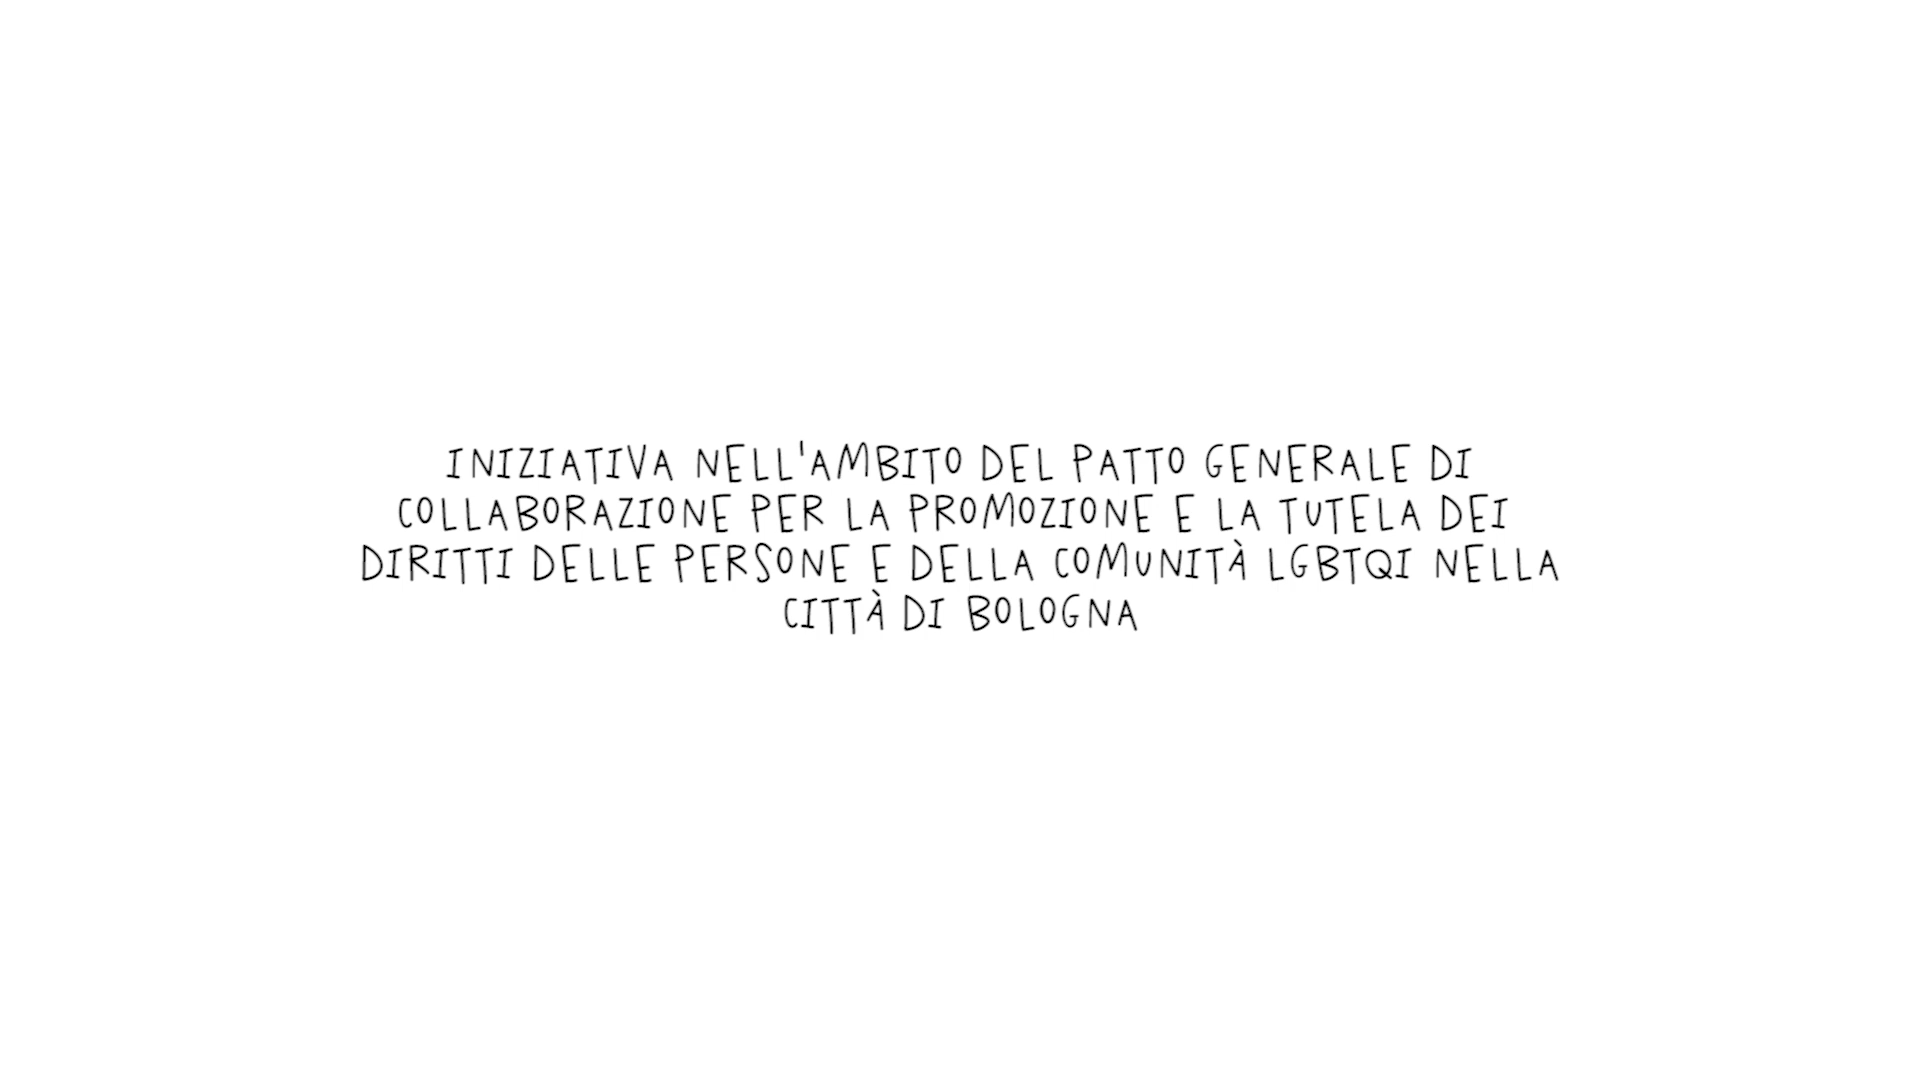 INIZIATIVA NELL'AMBITO DEL PATTO GENERALE DI
COLLABORAZIONE PER LA PROMOZIONE E LA TUTELA DEI
DIRITTI DELLE PERSONE E DELLA COMUNITÀ LGBTQI NELLA
CITTÀ DI BOLOGNA